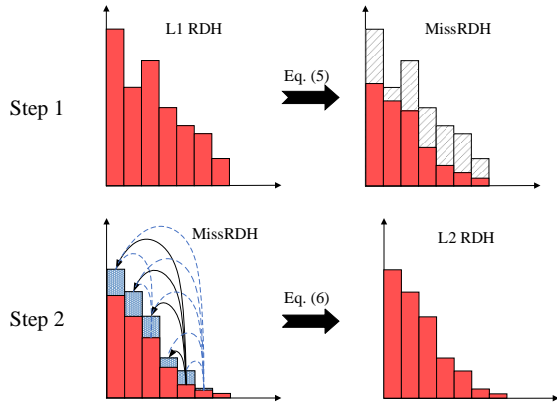 L1 RDH
MissRDH
Eq. (5)
Step 1
MissRDH
L2 RDH
Eq. (6)
Step 2